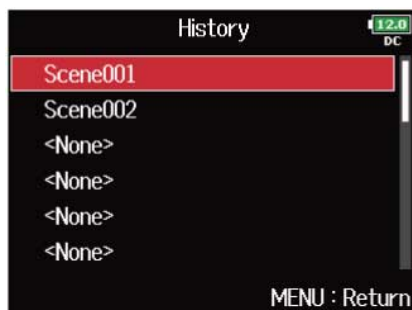 History
12.0
DC
Scene001
Scene002
<None>
<None>
<None>
<None>
MENU : Return